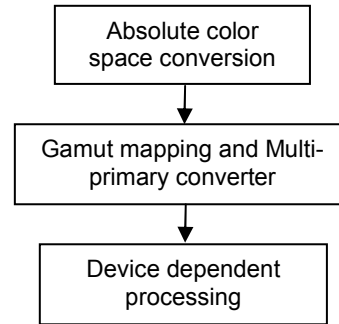 Absolute color
space conversion
Gamut mapping and Multi-
primary converter
Device dependent
processing